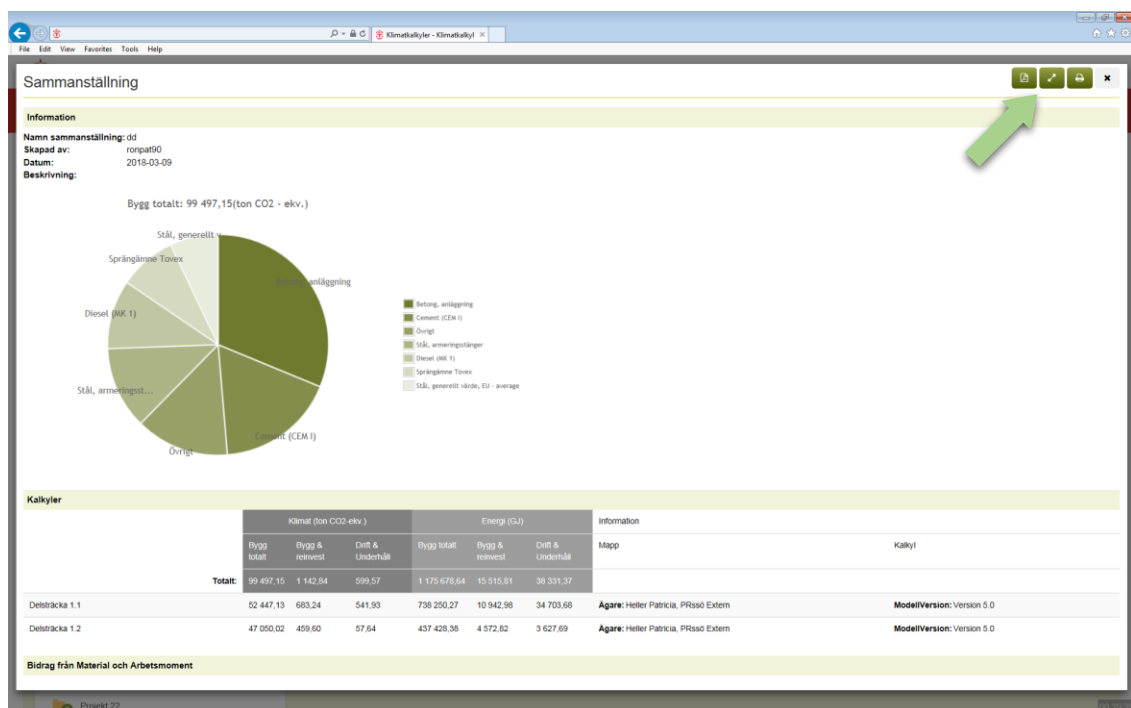 Klimatkalkyler - Klimatkalkyl
File Edit View Favorites Tools Help
Sammanställning
Information
Namn sammanställning: dd
Skapad av: ronpat90
Datum: 2018-03-09
Beskrivning:
Bygg totalt: 99 497,15(ton CO2 - ekv.)
Stål, generellt
Sprängämne Tovex
anläggning
Diesel (MK 1)
Stål, armeringsst...
Cement (CEM I)
Övrigt
Betong, anläggning
Cement (CEM I)
Övrigt
Stål, armeringsstänger
Diesel (MK 1)
Sprängämne Tovex
Stål, generellt värde, EU - average
Kalkyler
Klimat (ton CO2-ekv.) Energi (GJ) Information
Bygg totalt Bygg & reinvest Drift & Underhåll Bygg totalt Bygg & reinvest Drift & Underhåll Mapp Kalkyl
Totalt: 99 497,15 1 142,84 599,57 1 175 678,64 15 515,81 38 331,37
Delsträcka 1.1 52 447,13 683,24 541,93 738 250,27 10 942,98 34 703,68 Ägare: Heller Patricia, PRssö Extern ModellVersion: Version 5.0
Delsträcka 1.2 47 050,02 459,60 57,64 437 428,38 4 572,82 3 627,69 Ägare: Heller Patricia, PRssö Extern ModellVersion: Version 5.0
Bidrag från Material och Arbetsmoment
Projekt 22